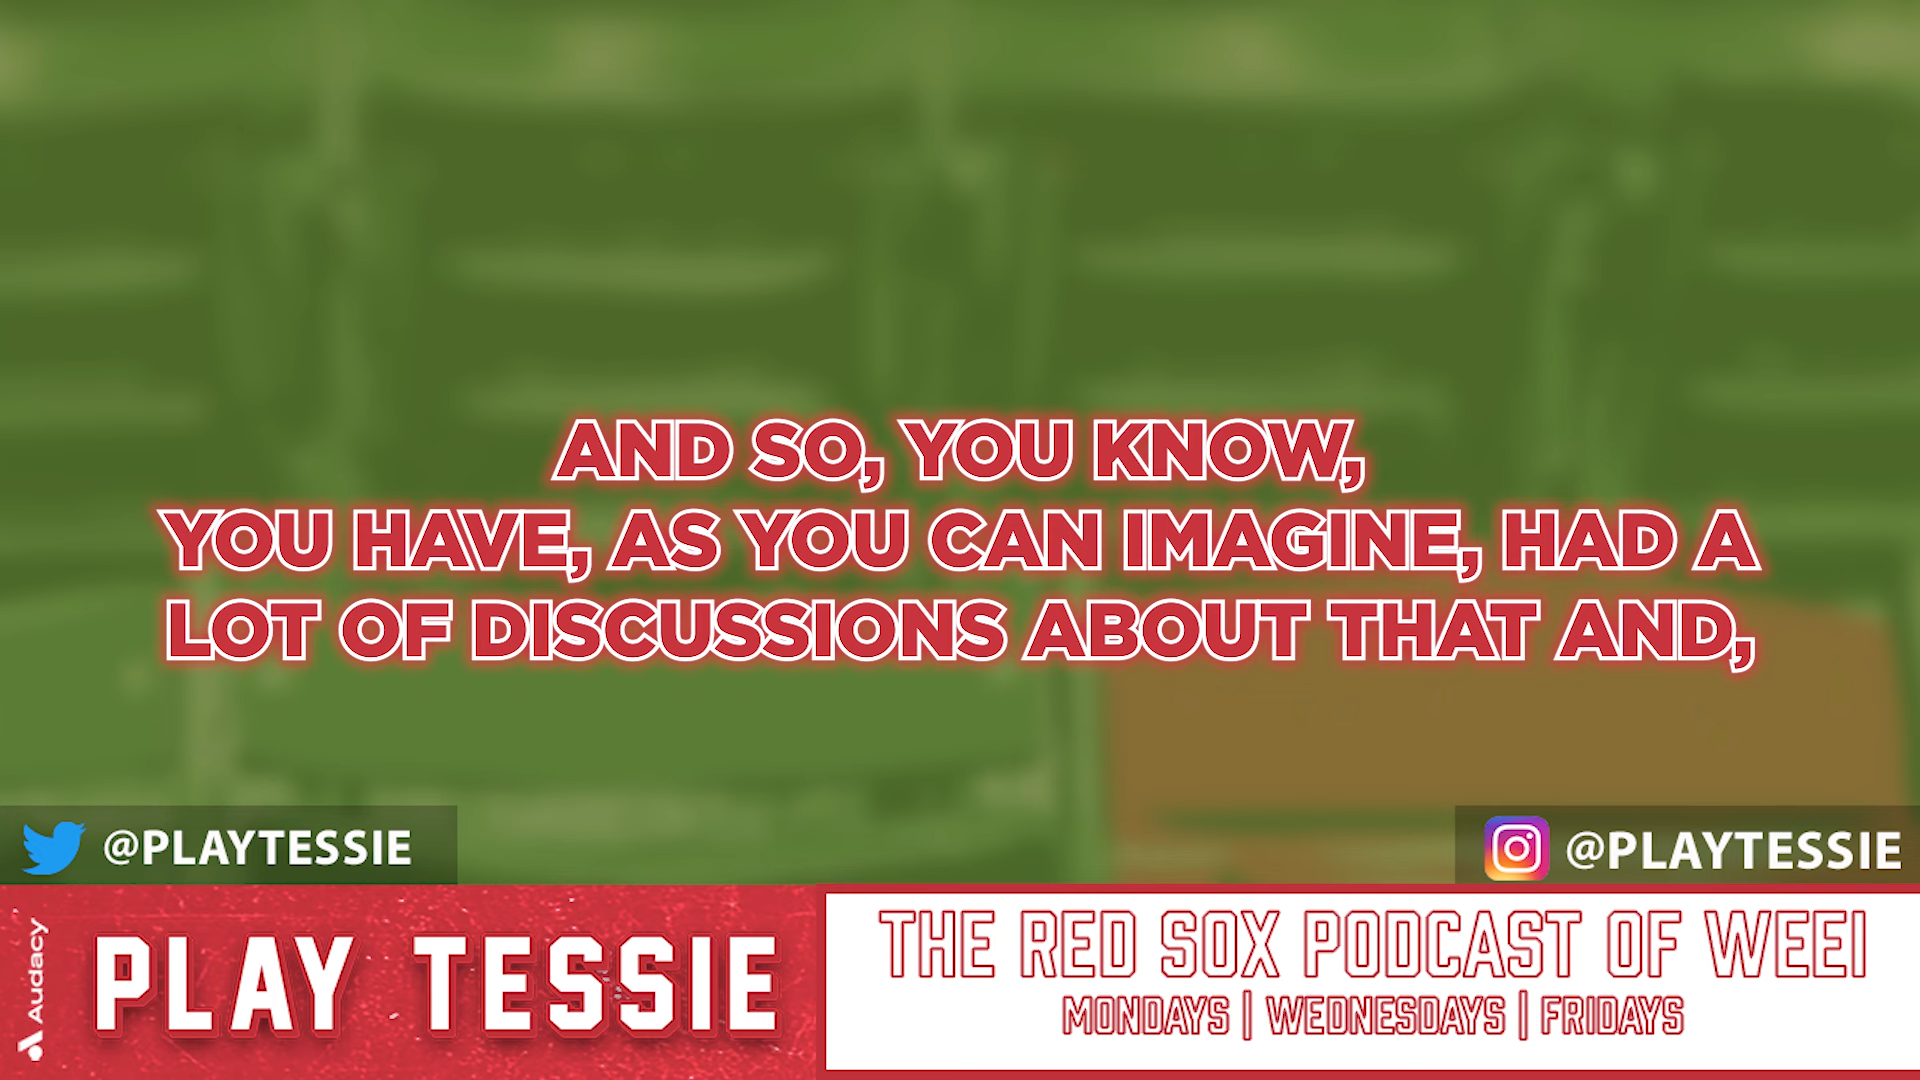 AND SO, YOU KNOW,
YOU HAVE, AS YOU CAN IMAGINE, HAD A
LOT OF DISCUSSIONS ABOUT THAT AND,
@PLAYTESSIE
@PLAYTESSIE
Audacy
PLAY TESSIE
THE RED SOX PODCAST OF WEEI
MONDAYS | WEDNESDAYS | FRIDAYS